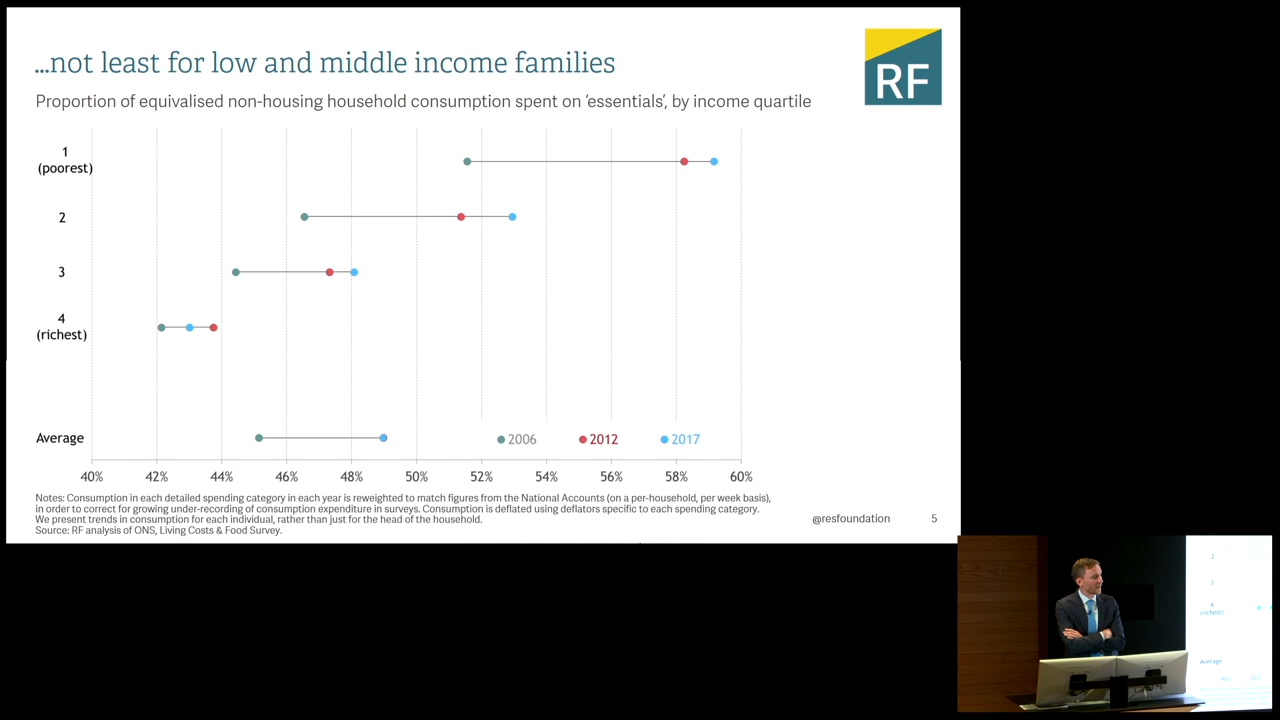 ...not least for low and middle income families
RF
Proportion of equivalised non-housing household consumption spent on ‘essentials’, by income quartile
1
(poorest)
2
3
4
(richest)
Average
2006
2012
2017
40%
42%
44%
46%
48%
50%
52%
54%
56%
58%
60%
Notes: Consumption in each detailed spending category in each year is reweighted to match figures from the National Accounts (on a per-household, per week basis),
in order to correct for growing under-recording of consumption expenditure in surveys. Consumption is deflated using deflators specific to each spending category.
We present trends in consumption for each individual, rather than just for the head of the household.
Source: RF analysis of ONS, Living Costs & Food Survey.
@resfoundation
5
2
3
4
(richest)
Average